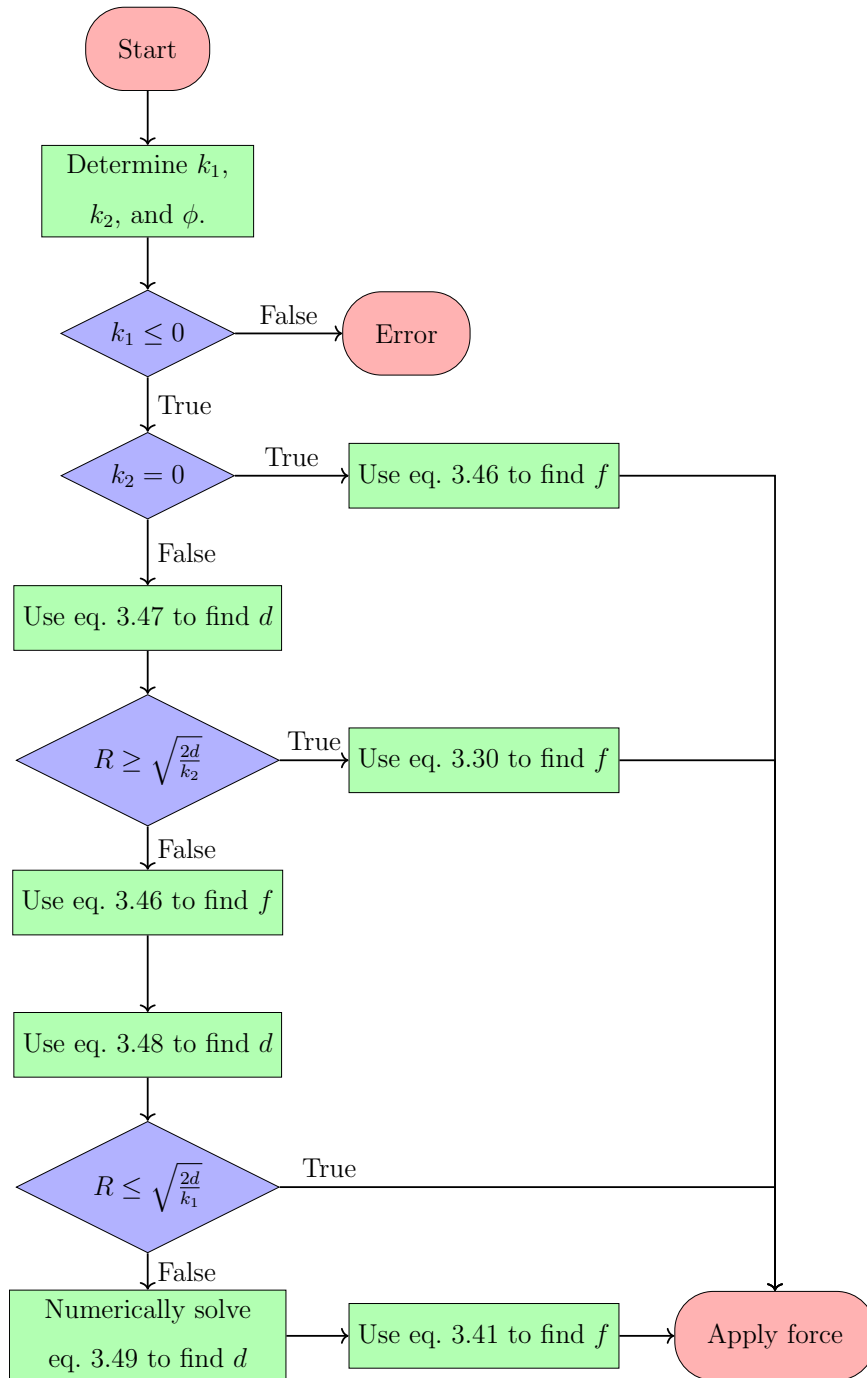 Start
Determine k₁,
k₂, and ϕ.
k₁ ≤ 0
False
Error
True
k₂ = 0
True
Use eq. 3.46 to find f
False
Use eq. 3.47 to find d
R ≥ √(2d/k₂)
True
Use eq. 3.30 to find f
False
Use eq. 3.46 to find f
Use eq. 3.48 to find d
R ≤ √(2d/k₁)
True
False
Numerically solve
eq. 3.49 to find d
Use eq. 3.41 to find f
Apply force